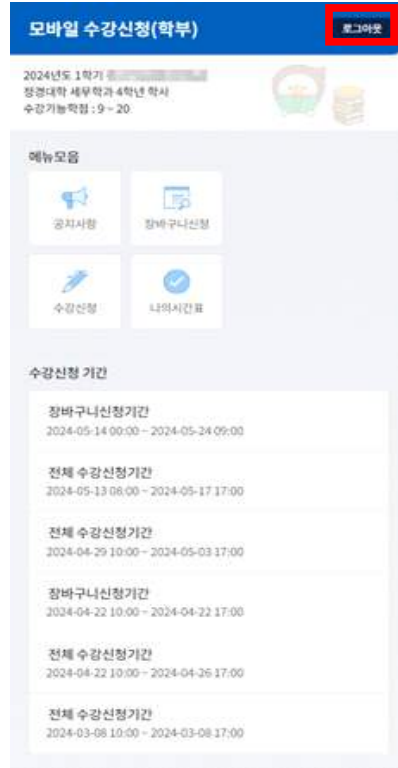 모바일 수강신청(학부)
로그아웃
2024년도 1학기
정경대학 세무학과 4학년 학사
수강가능학점 : 9 ~ 20
메뉴모음
공지사항
장바구니신청
수강신청
나의시간표
수강신청 기간
장바구니신청기간
2024-05-14 00:00 ~ 2024-05-24 09:00
전체 수강신청기간
2024-05-13 08:00 ~ 2024-05-17 17:00
전체 수강신청기간
2024-04-29 10:00 ~ 2024-05-03 17:00
장바구니신청기간
2024-04-22 10:00 ~ 2024-04-22 17:00
전체 수강신청기간
2024-04-22 10:00 ~ 2024-04-26 17:00
전체 수강신청기간
2024-03-08 10:00 ~ 2024-03-08 17:00